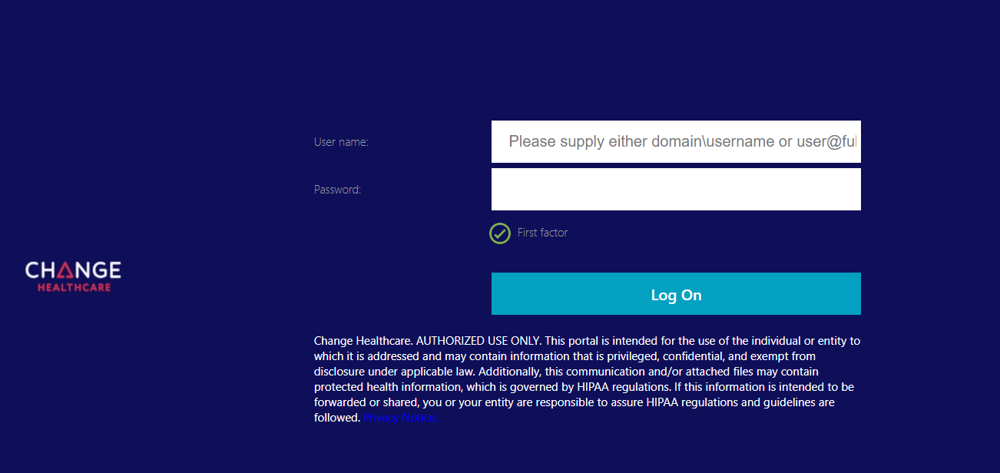 User name:
Please supply either domain\username or user@ful
Password:
First factor
CHANGE
HEALTHCARE
Log On
Change Healthcare. AUTHORIZED USE ONLY. This portal is intended for the use of the individual or entity to
which it is addressed and may contain information that is privileged, confidential, and exempt from
disclosure under applicable law. Additionally, this communication and/or attached files may contain
protected health information, which is governed by HIPAA regulations. If this information is intended to be
forwarded or shared, you or your entity are responsible to assure HIPAA regulations and guidelines are
followed. Privacy Notice.